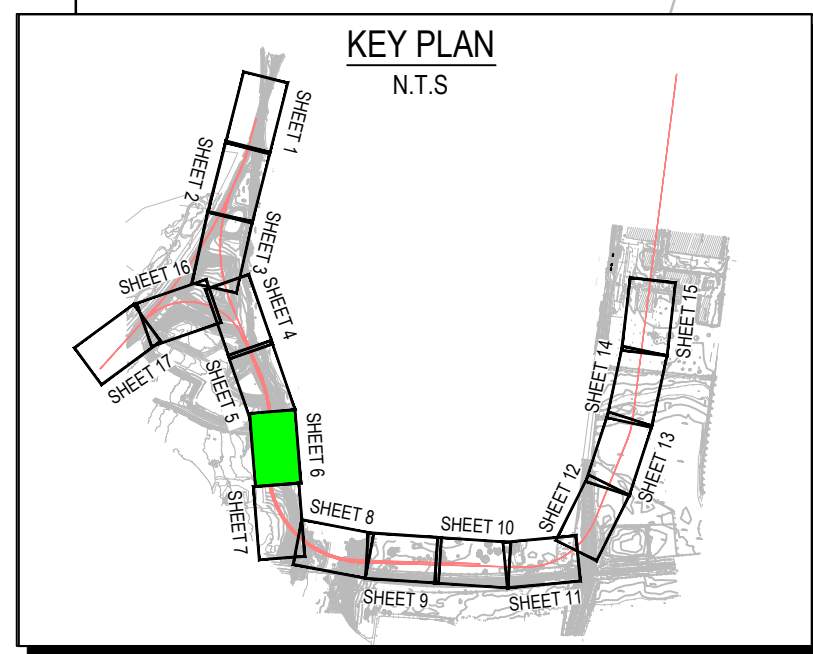 KEY PLAN
N.T.S
SHEET 1
SHEET 2
SHEET 3
SHEET 16
SHEET 4
SHEET 17
SHEET 5
SHEET 6
SHEET 7
SHEET 8
SHEET 9
SHEET 10
SHEET 11
SHEET 12
SHEET 13
SHEET 14
SHEET 15